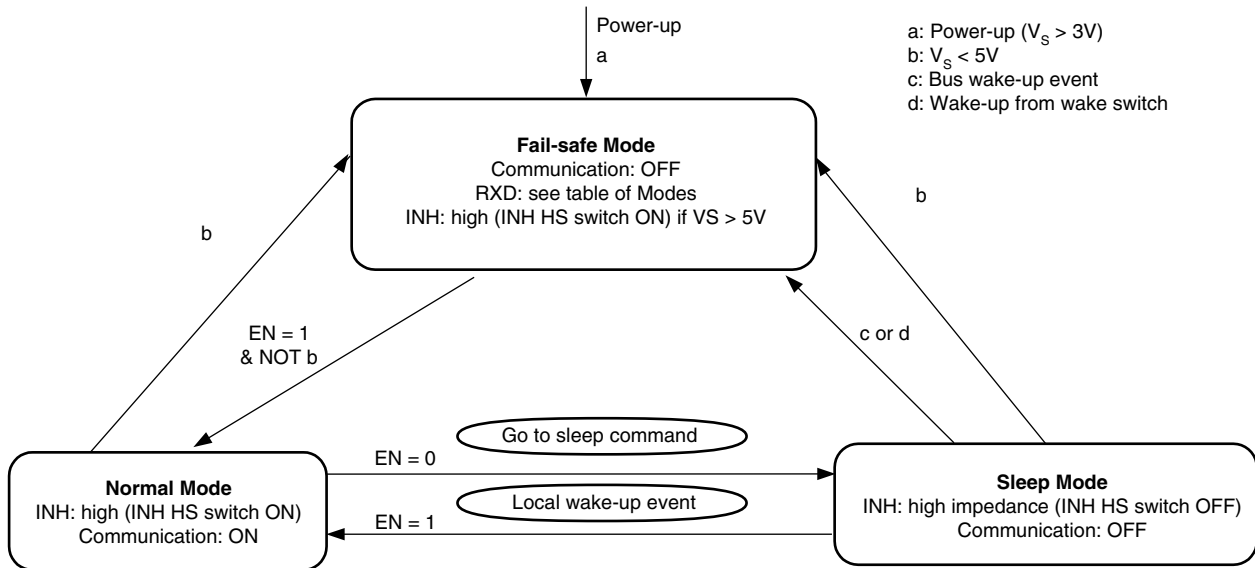 Power-up
a
a: Power-up (V_S > 3V)
b: V_S < 5V
c: Bus wake-up event
d: Wake-up from wake switch
Fail-safe Mode
Communication: OFF
RXD: see table of Modes
INH: high (INH HS switch ON) if VS > 5V
b
b
EN = 1
& NOT b
c or d
Go to sleep command
EN = 0
Local wake-up event
EN = 1
Normal Mode
INH: high (INH HS switch ON)
Communication: ON
Sleep Mode
INH: high impedance (INH HS switch OFF)
Communication: OFF